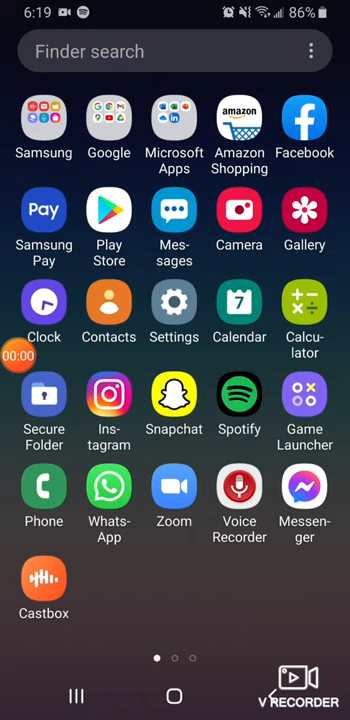 6:19 86%
Finder search
amazon
Samsung Google Microsoft Apps Amazon Shopping Facebook
Pay
Samsung Pay Play Store Mes-sages Camera Gallery
7
Clock Contacts Settings Calendar Calcu-lator
Secure Folder Ins-tagram Snapchat Spotify Game Launcher
Phone Whats-App Zoom Voice Recorder Messen-ger
Castbox
00:00
V RECORDER